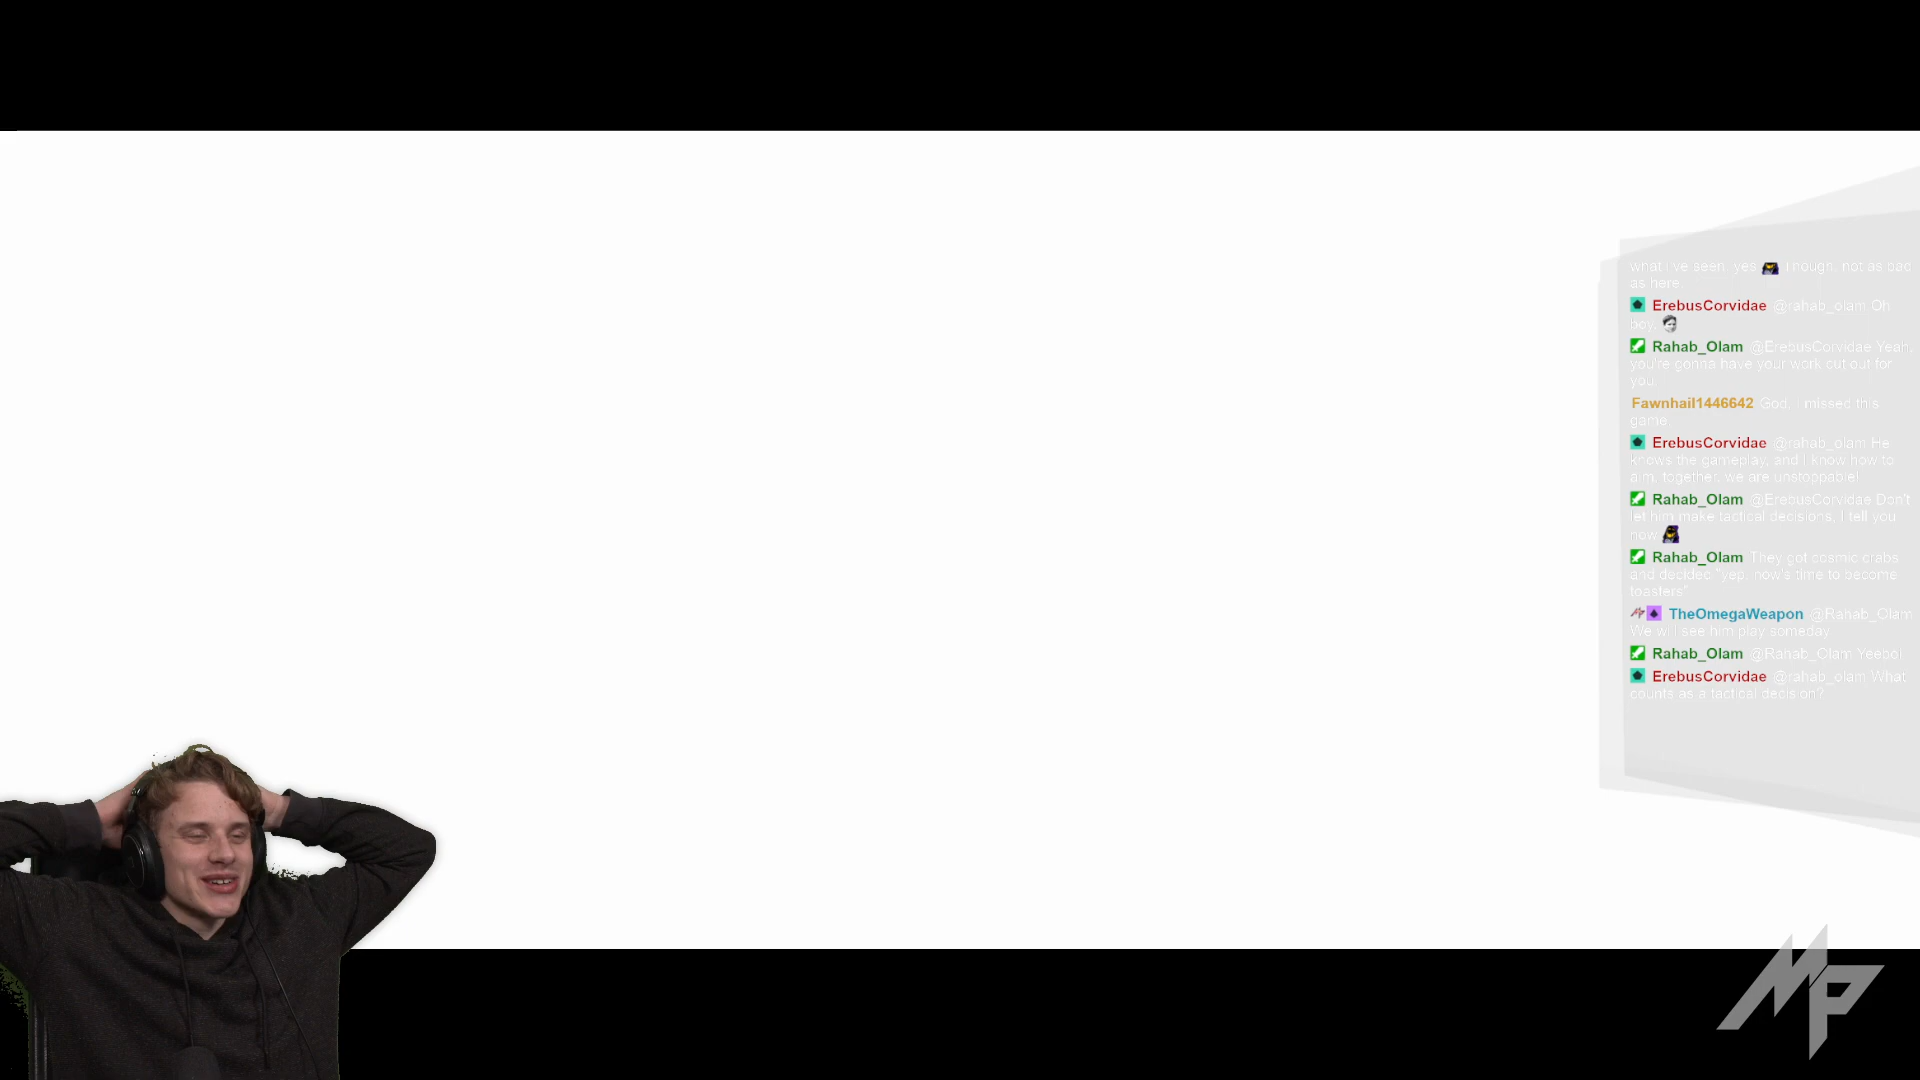 what I've seen, yes Though, not as bad
as here.
ErebusCorvidae @rahab_olam Oh
boy.
Rahab_Olam @ErebusCorvidae Yeah,
you're gonna have your work cut out for
you.
Fawnhail1446642 God, I missed this
game
ErebusCorvidae @rahab_olam He
knows the gameplay, and I know how to
aim, together, we are unstoppable!
Rahab_Olam @ErebusCorvidae Don't
let him make tactical decisions, I tell you
now
Rahab_Olam They got cosmic crabs
and decided "yep, now's time to become
toasters"
TheOmegaWeapon @Rahab_Olam
We will see him play someday
Rahab_Olam @Rahab_Olam
ErebusCorvidae @rahab_olam What
counts as a tactical decision?
MP